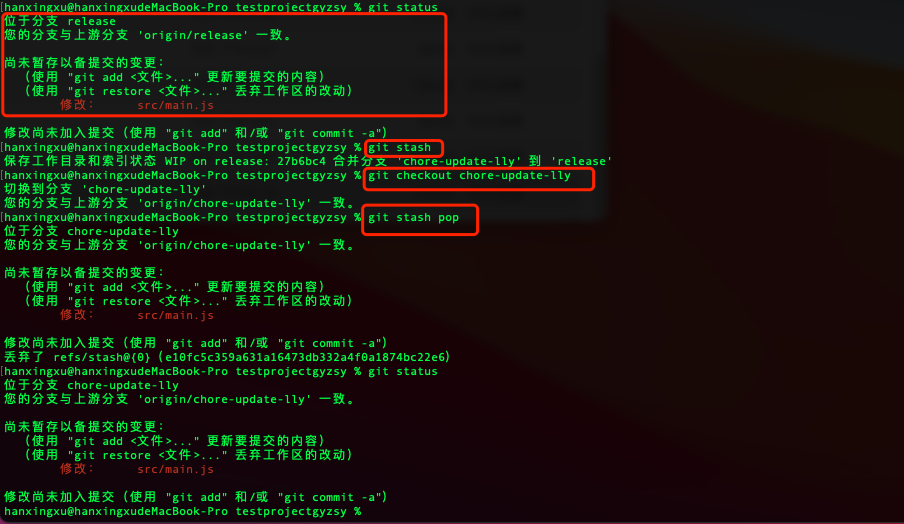 [hanxingxu@hanxingxudeMacBook-Pro testprojectgyzsy % git status
位于分支 release
您的分支与上游分支 'origin/release' 一致。
尚未暂存以备提交的变更：
（使用 "git add <文件>..." 更新要提交的内容）
（使用 "git restore <文件>..." 丢弃工作区的改动）
修改：     src/main.js
修改尚未加入提交（使用 "git add" 和/或 "git commit -a"）
[hanxingxu@hanxingxudeMacBook-Pro testprojectgyzsy % git stash
保存工作目录和索引状态 WIP on release: 27b6bc4 合并分支 'chore-update-lly' 到 'release'
[hanxingxu@hanxingxudeMacBook-Pro testprojectgyzsy % git checkout chore-update-lly
切换到分支 'chore-update-lly'
您的分支与上游分支 'origin/chore-update-lly' 一致。
[hanxingxu@hanxingxudeMacBook-Pro testprojectgyzsy % git stash pop
位于分支 chore-update-lly
您的分支与上游分支 'origin/chore-update-lly' 一致。
尚未暂存以备提交的变更：
（使用 "git add <文件>..." 更新要提交的内容）
（使用 "git restore <文件>..." 丢弃工作区的改动）
修改：     src/main.js
修改尚未加入提交（使用 "git add" 和/或 "git commit -a"）
丢弃了 refs/stash@{0}（e10fc5c359a631a16473db332a4f0a1874bc22e6）
[hanxingxu@hanxingxudeMacBook-Pro testprojectgyzsy % git status
位于分支 chore-update-lly
您的分支与上游分支 'origin/chore-update-lly' 一致。
尚未暂存以备提交的变更：
（使用 "git add <文件>..." 更新要提交的内容）
（使用 "git restore <文件>..." 丢弃工作区的改动）
修改：     src/main.js
修改尚未加入提交（使用 "git add" 和/或 "git commit -a"）
hanxingxu@hanxingxudeMacBook-Pro testprojectgyzsy %